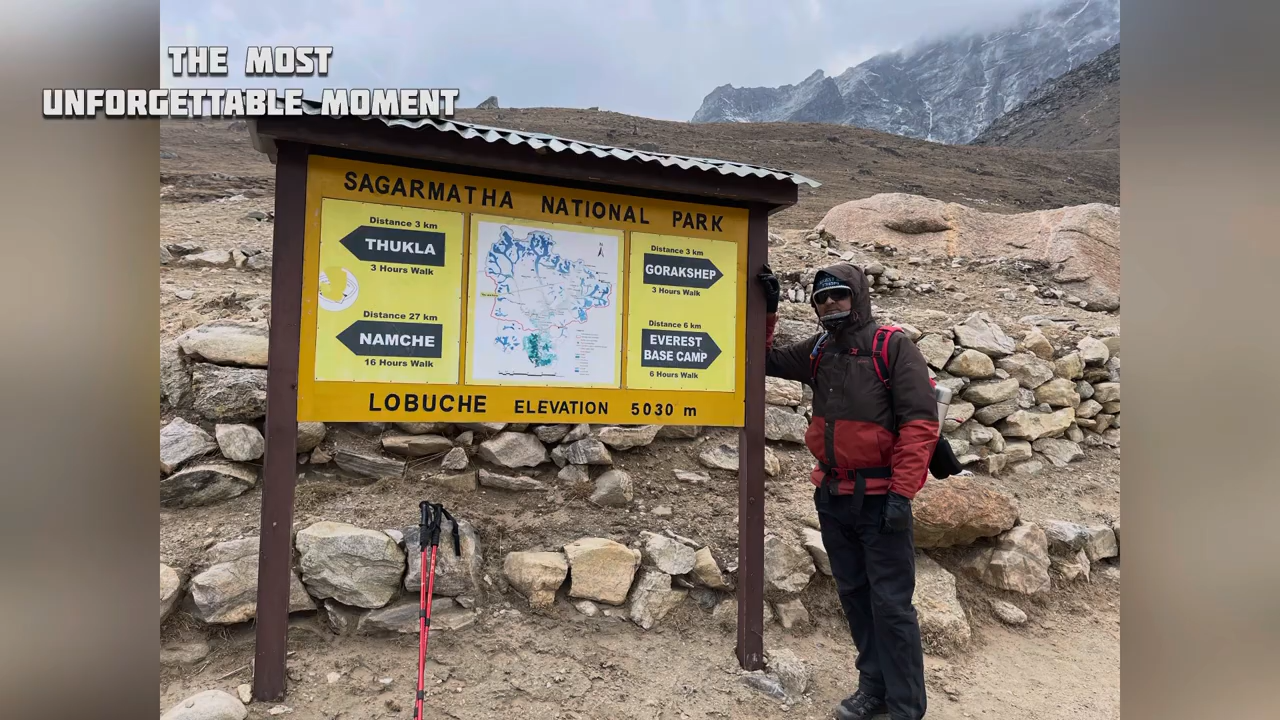 THE MOST
UNFORGETTABLE MOMENT
SAGARMATHA NATIONAL PARK
Distance 3 km
THUKLA
3 Hours Walk
Distance 27 km
NAMCHE
16 Hours Walk
Distance 3 km
GORAKSHEP
3 Hours Walk
Distance 6 km
EVEREST
BASE CAMP
6 Hours Walk
LOBUCHE ELEVATION 5030 m